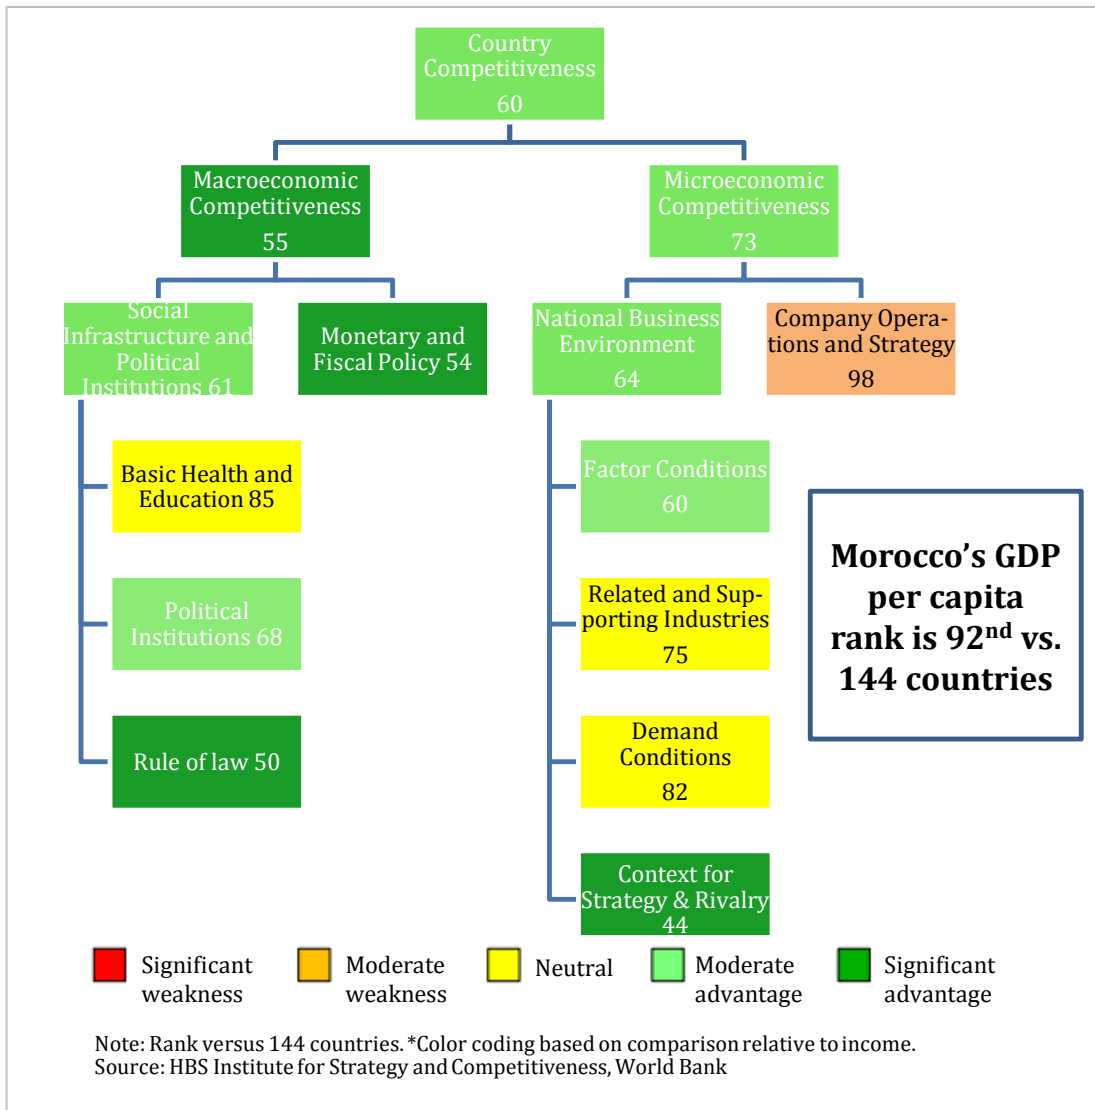 Country
Competitiveness
60
Macroeconomic
Competitiveness
55
Microeconomic
Competitiveness
73
Social
Infrastructure and
Political
Institutions 61
Monetary and
Fiscal Policy 54
National Business
Environment
64
Company Opera-
tions and Strategy
98
Basic Health and
Education 85
Political
Institutions 68
Rule of law 50
Factor Conditions
60
Related and Sup-
porting Industries
75
Demand
Conditions
82
Context for
Strategy & Rivalry
44
Morocco’s GDP
per capita
rank is 92nd vs.
144 countries
Significant
weakness
Moderate
weakness
Neutral
Moderate
advantage
Significant
advantage
Note: Rank versus 144 countries. *Color coding based on comparison relative to income.
Source: HBS Institute for Strategy and Competitiveness, World Bank